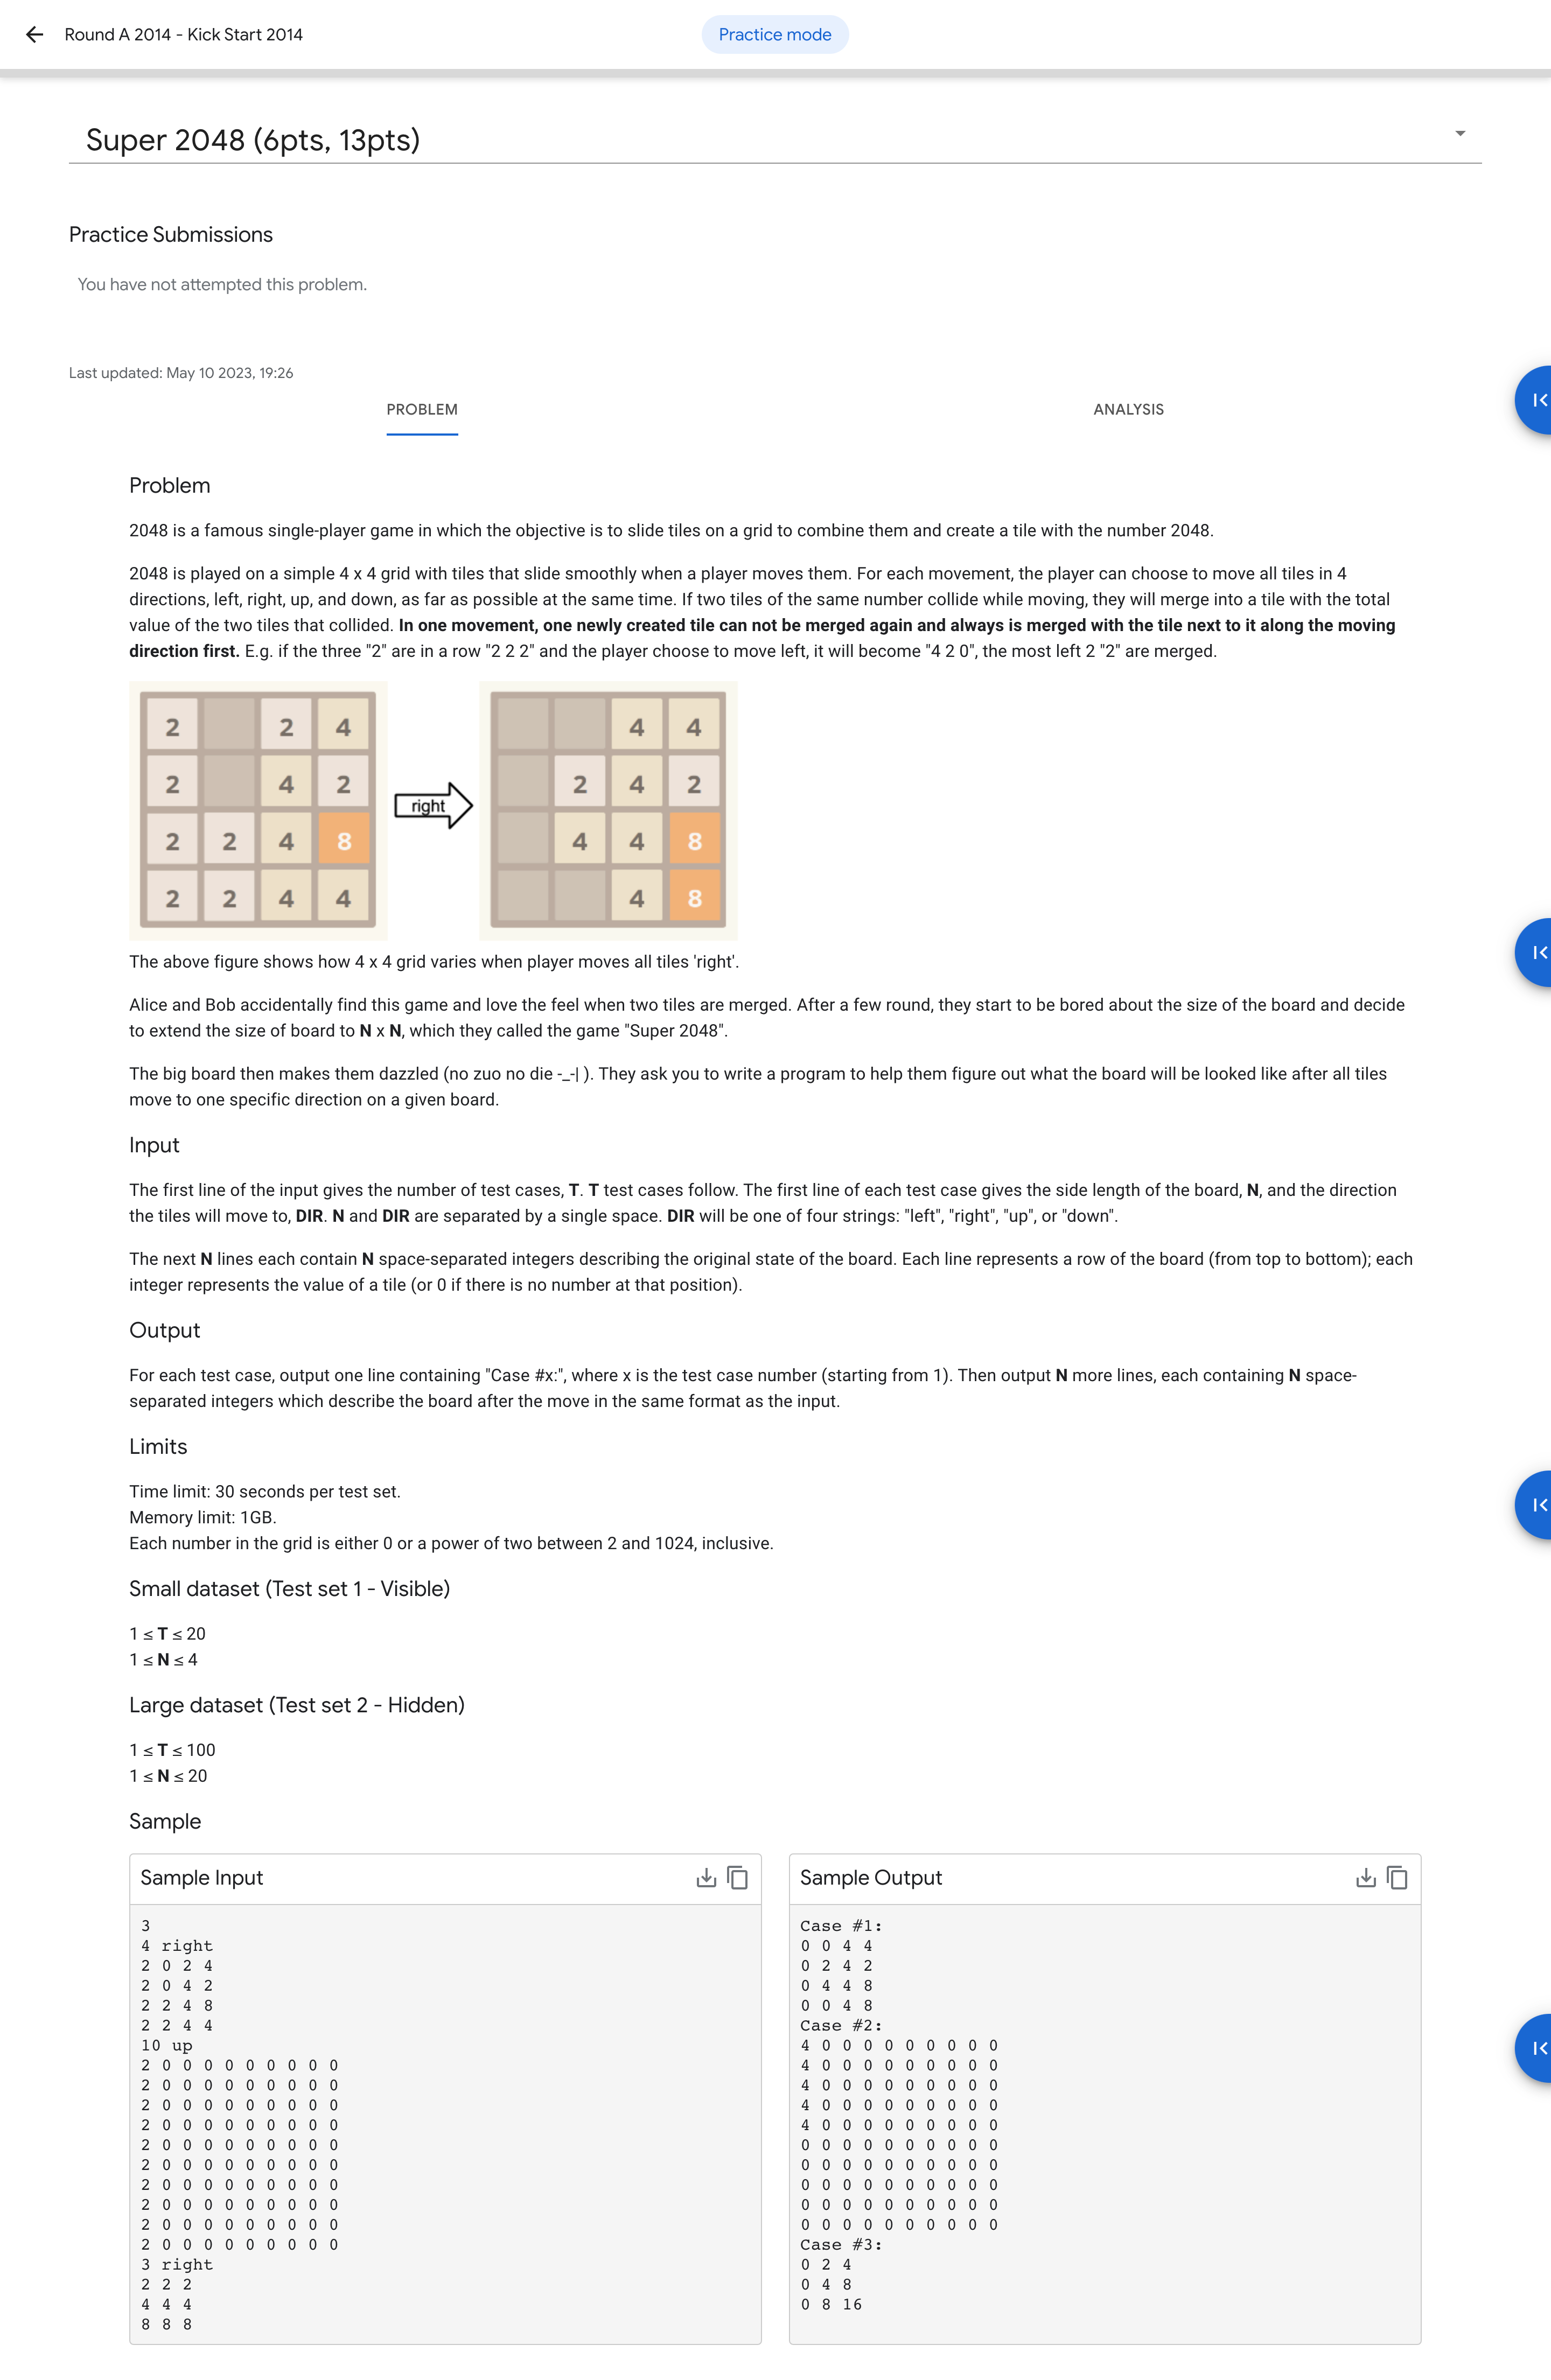 Round A 2014 - Kick Start 2014
Practice mode
Super 2048 (6pts, 13pts)
Practice Submissions
You have not attempted this problem.
Last updated: May 10 2023, 19:26
PROBLEM
ANALYSIS
Problem
2048 is a famous single-player game in which the objective is to slide tiles on a grid to combine them and create a tile with the number 2048.
2048 is played on a simple 4 x 4 grid with tiles that slide smoothly when a player moves them. For each movement, the player can choose to move all tiles in 4
directions, left, right, up, and down, as far as possible at the same time. If two tiles of the same number collide while moving, they will merge into a tile with the total
value of the two tiles that collided. In one movement, one newly created tile can not be merged again and always is merged with the tile next to it along the moving
direction first. E.g. if the three "2" are in a row "2 2 2" and the player choose to move left, it will become "4 2 0", the most left 2 "2" are merged.
2 2 4
2 4 2
2 2 4 8
2 2 4 4
right
4 4
2 4 2
4 4 8
4 8
The above figure shows how 4 x 4 grid varies when player moves all tiles 'right'.
Alice and Bob accidentally find this game and love the feel when two tiles are merged. After a few round, they start to be bored about the size of the board and decide
to extend the size of board to N x N, which they called the game "Super 2048".
The big board then makes them dazzled (no zuo no die -_-| ). They ask you to write a program to help them figure out what the board will be looked like after all tiles
move to one specific direction on a given board.
Input
The first line of the input gives the number of test cases, T. T test cases follow. The first line of each test case gives the side length of the board, N, and the direction
the tiles will move to, DIR. N and DIR are separated by a single space. DIR will be one of four strings: "left", "right", "up", or "down".
The next N lines each contain N space-separated integers describing the original state of the board. Each line represents a row of the board (from top to bottom); each
integer represents the value of a tile (or 0 if there is no number at that position).
Output
For each test case, output one line containing "Case #x:", where x is the test case number (starting from 1). Then output N more lines, each containing N space-
separated integers which describe the board after the move in the same format as the input.
Limits
Time limit: 30 seconds per test set.
Memory limit: 1GB.
Each number in the grid is either 0 or a power of two between 2 and 1024, inclusive.
Small dataset (Test set 1 - Visible)
1 ≤ T ≤ 20
1 ≤ N ≤ 4
Large dataset (Test set 2 - Hidden)
1 ≤ T ≤ 100
1 ≤ N ≤ 20
Sample
Sample Input
3
4 right
2 0 2 4
2 0 4 2
2 2 4 8
2 2 4 4
10 up
2 0 0 0 0 0 0 0 0 0
2 0 0 0 0 0 0 0 0 0
2 0 0 0 0 0 0 0 0 0
2 0 0 0 0 0 0 0 0 0
2 0 0 0 0 0 0 0 0 0
2 0 0 0 0 0 0 0 0 0
2 0 0 0 0 0 0 0 0 0
2 0 0 0 0 0 0 0 0 0
2 0 0 0 0 0 0 0 0 0
2 0 0 0 0 0 0 0 0 0
3 right
2 2 2
4 4 4
8 8 8
Sample Output
Case #1:
0 0 4 4
0 2 4 2
0 4 4 8
0 0 4 8
Case #2:
4 0 0 0 0 0 0 0 0 0
4 0 0 0 0 0 0 0 0 0
4 0 0 0 0 0 0 0 0 0
4 0 0 0 0 0 0 0 0 0
4 0 0 0 0 0 0 0 0 0
0 0 0 0 0 0 0 0 0 0
0 0 0 0 0 0 0 0 0 0
0 0 0 0 0 0 0 0 0 0
0 0 0 0 0 0 0 0 0 0
0 0 0 0 0 0 0 0 0 0
Case #3:
0 2 4
0 4 8
0 8 16